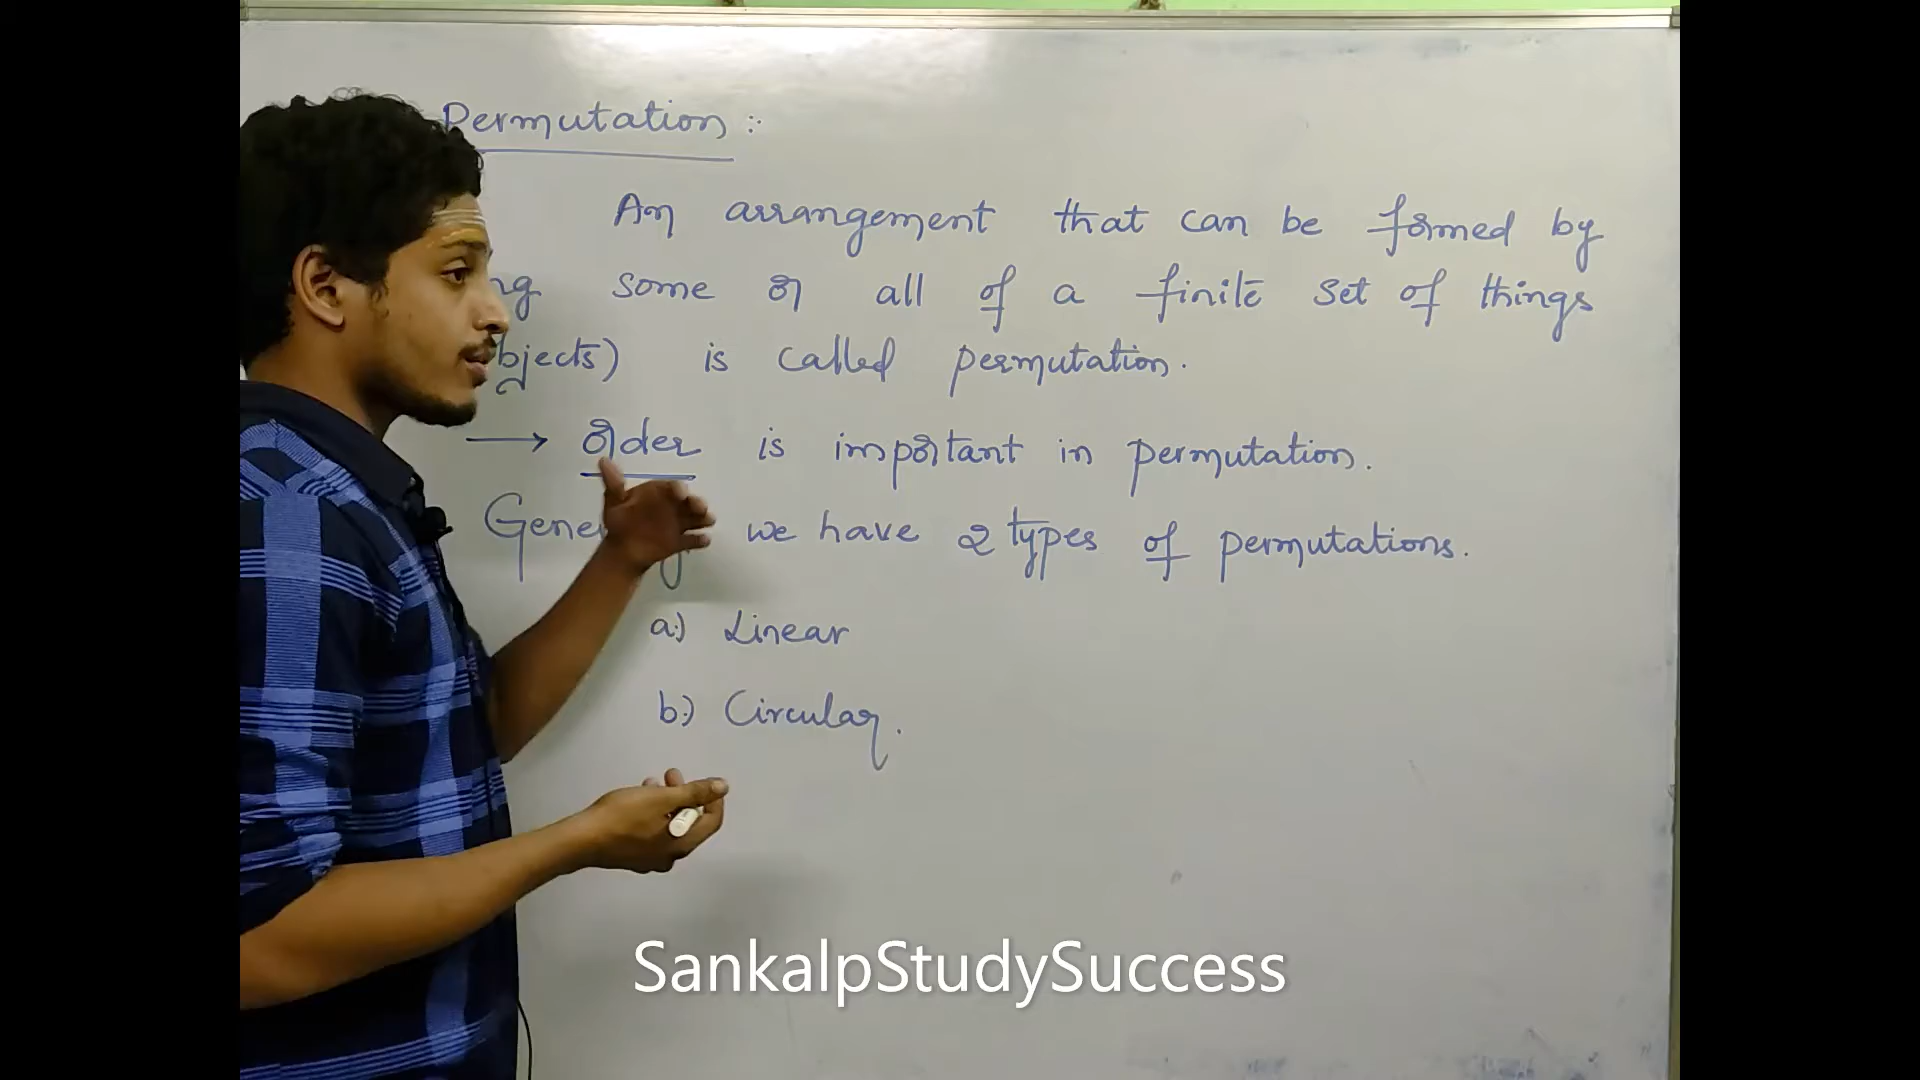 Permutation :
An arrangement that can be formed by
some or all of a finite set of things
is called permutation.
→ order is important in permutation.
we have 2 types of permutations.
a) Linear
b) Circular.
SankalpStudySuccess